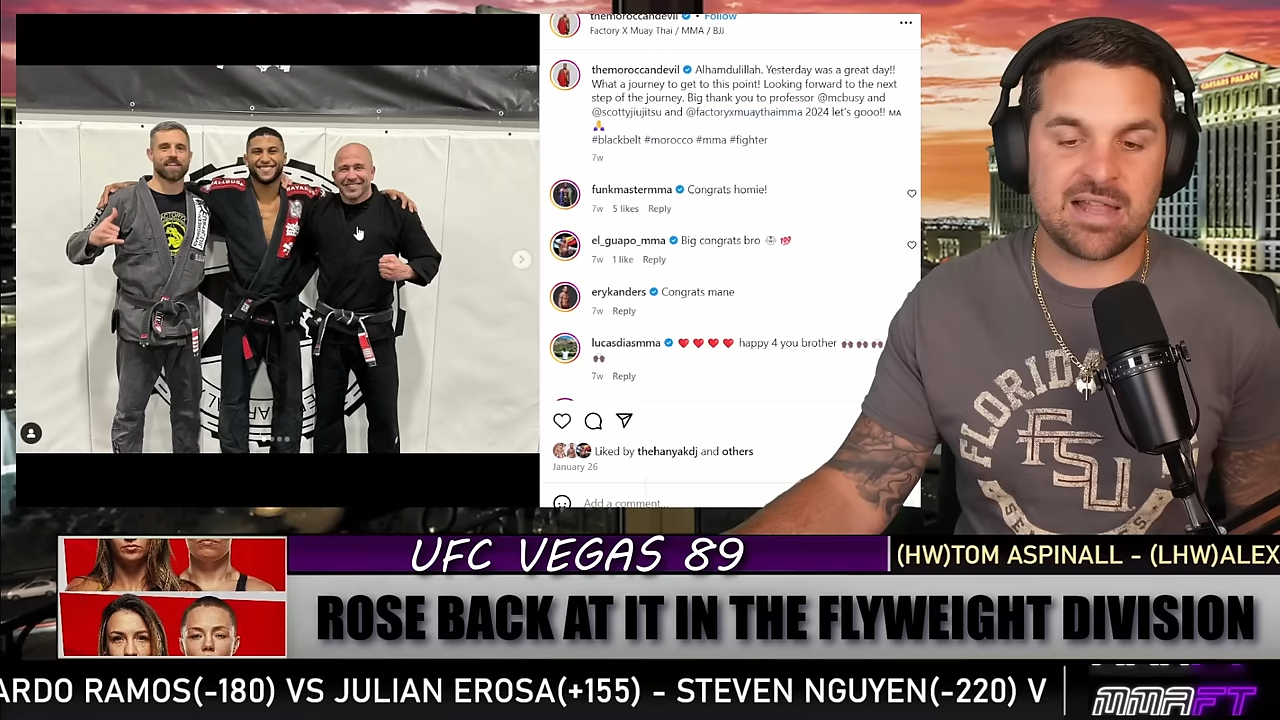 themoroccandevil • Follow
Factory X Muay Thai / MMA / BJJ
themoroccandevil Alhamdulillah. Yesterday was a great day!!
What a journey to get to this point! Looking forward to the next
step of the journey. Big thank you to professor @mcbusy and
@scottyjiujitsu and @factoryxmuaythaimma 2024 let's gooo!! MA
#blackbelt #morocco #mma #fighter
7w
funkmastermma Congrats homie!
7w 5 likes Reply
el_guapo_mma Big congrats bro
7w 1 like Reply
erykanders Congrats mane
7w Reply
lucasdiasmma happy 4 you brother
7w Reply
Liked by thehanyakdj and others
January 26
Add a comment...
CAESARS PALACE
FLORIDA
FSU
UFC VEGAS 89
(HW)TOM ASPINALL - (LHW)ALEX
ROSE BACK AT IT IN THE FLYWEIGHT DIVISION
ARDO RAMOS(-180) VS JULIAN EROSA(+155) - STEVEN NGUYEN(-220) V
MMAFT